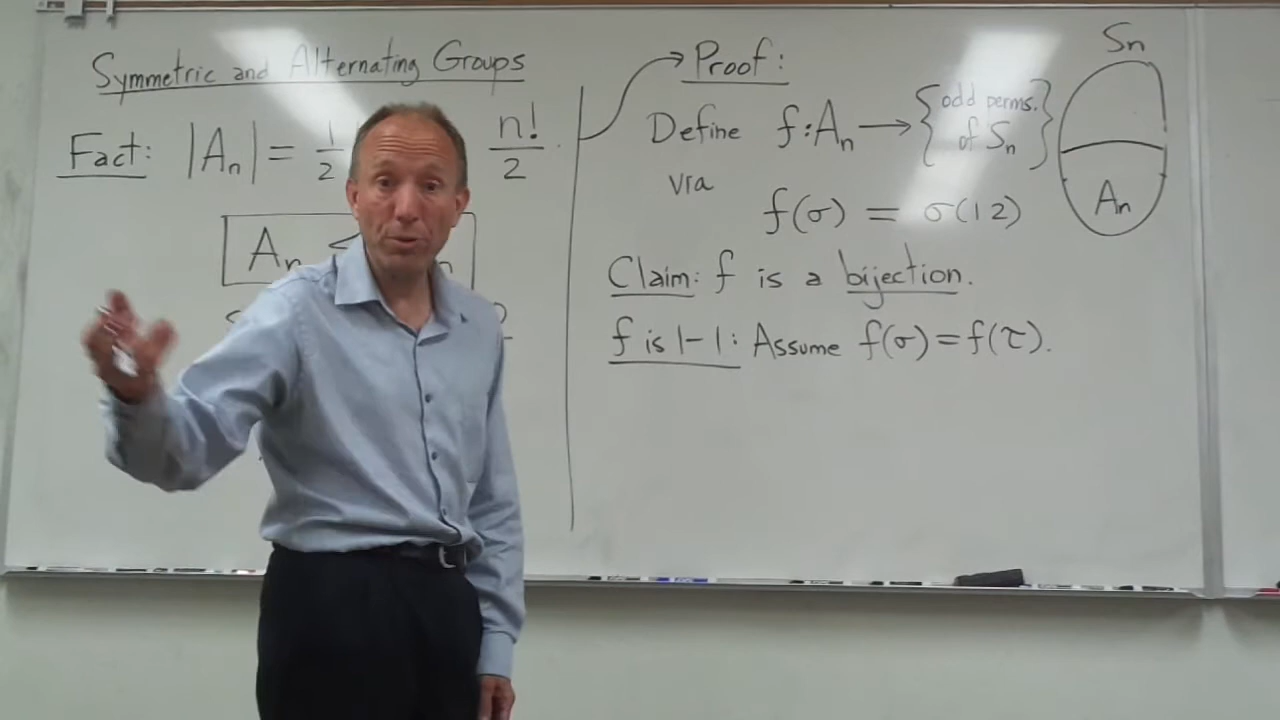 Symmetric and Alternating Groups
Fact: |Aₙ| = 1/2 n!/2
Aₙ ≤ n
Proof:
Define f: Aₙ → {odd perms. of Sₙ}
via
f(σ) = σ(1 2)
Claim: f is a bijection.
f is 1-1: Assume f(σ) = f(τ).
Sₙ
Aₙ